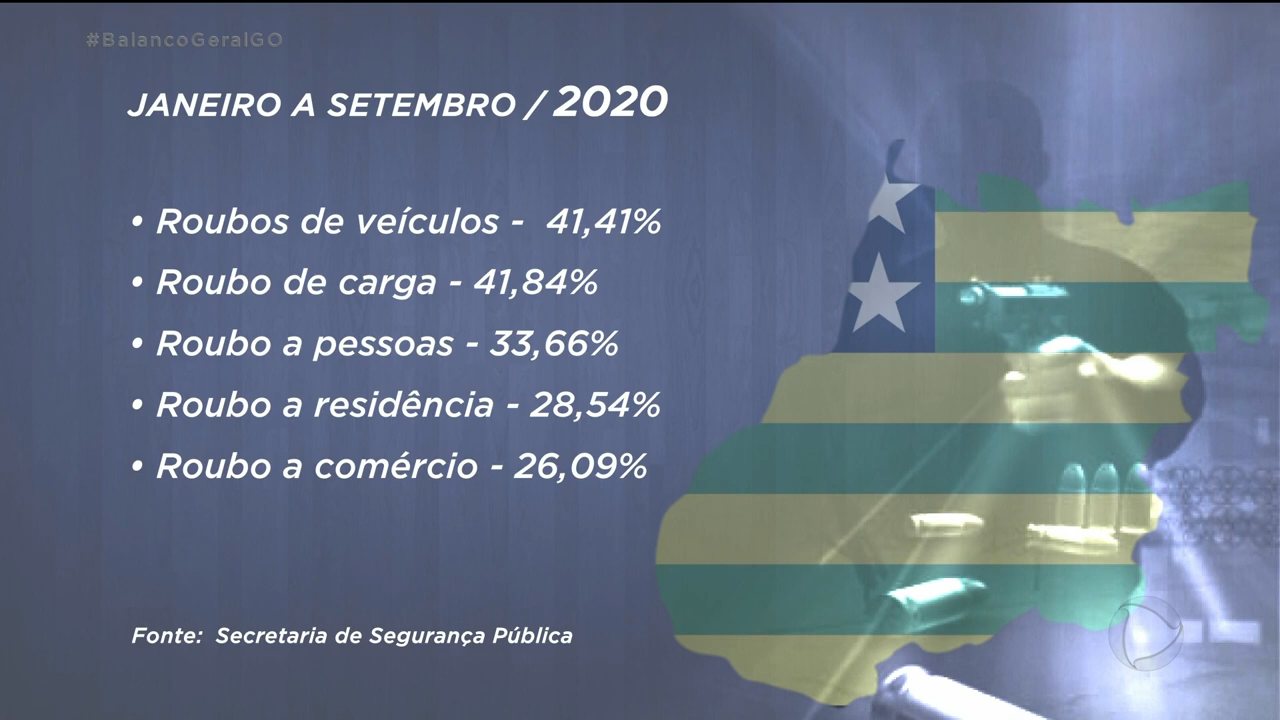 #BalancoGeralGO
JANEIRO A SETEMBRO / 2020
• Roubos de veículos - 41,41%
• Roubo de carga - 41,84%
• Roubo a pessoas - 33,66%
• Roubo a residência - 28,54%
• Roubo a comércio - 26,09%
Fonte: Secretaria de Segurança Pública